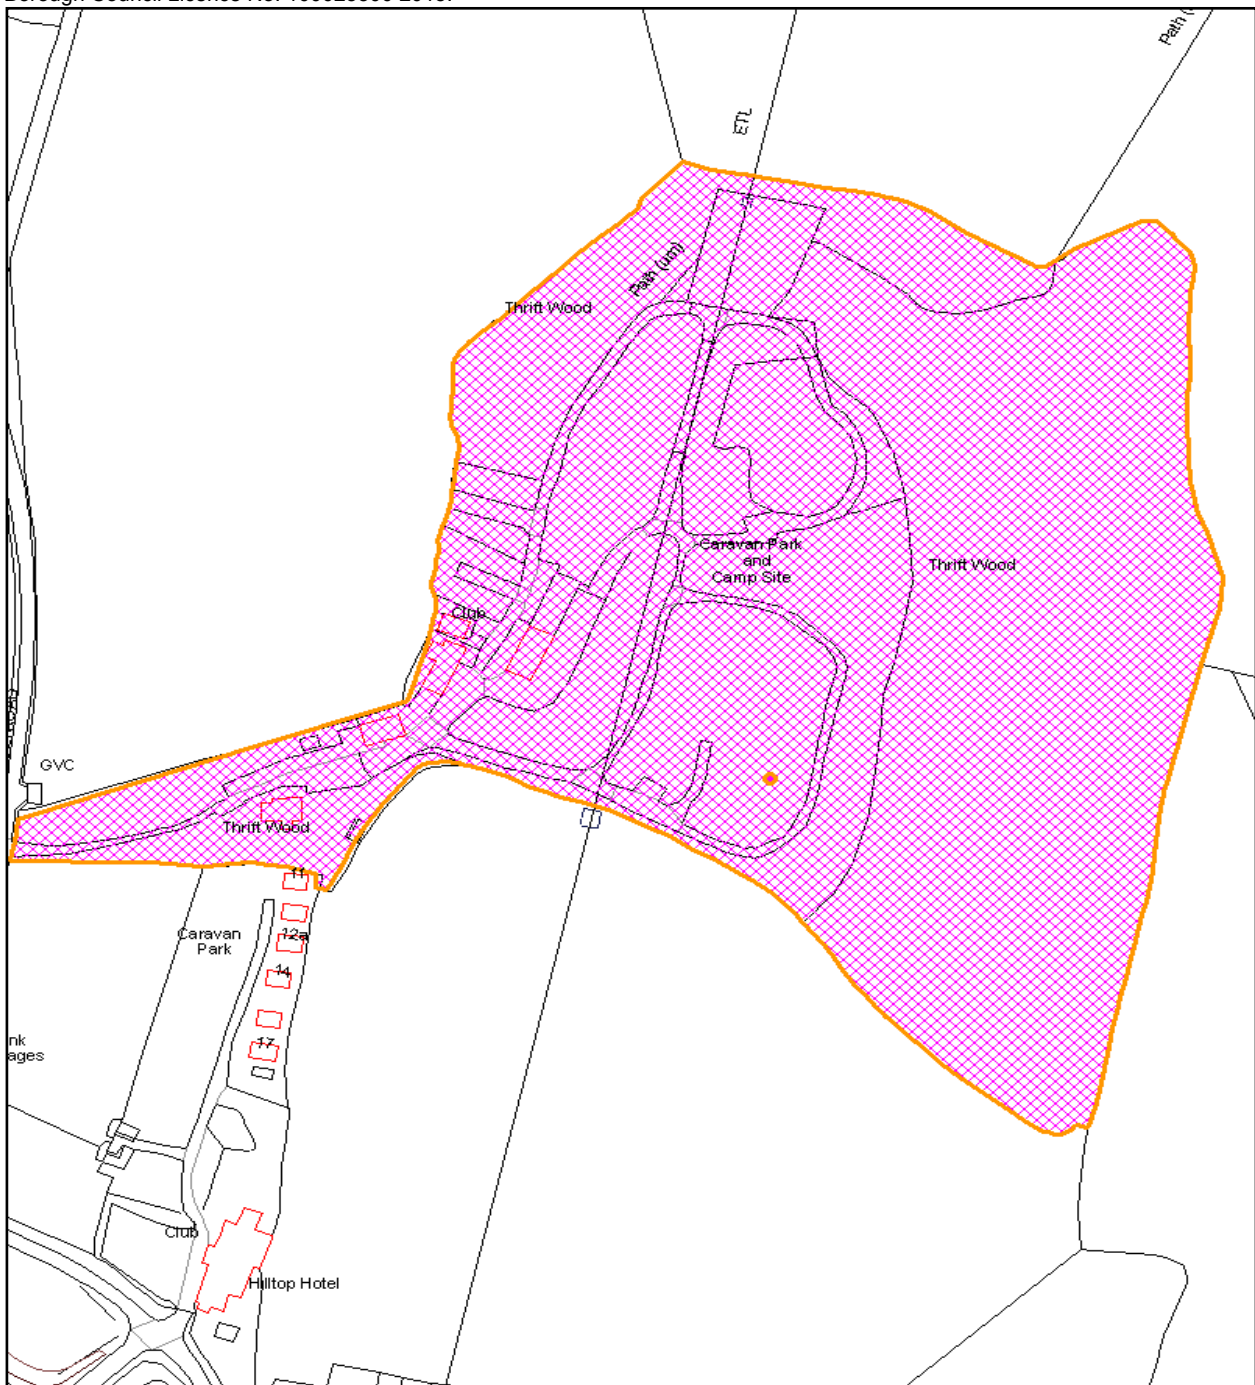 Path (
ETL
Path (um)
Thrift Wood
Caravan Park
and
Camp Site
Thrift Wood
Club
GVC
Thrift Wood
11
Caravan
Park
12a
14
17
nk
ages
Club
Hilltop Hotel